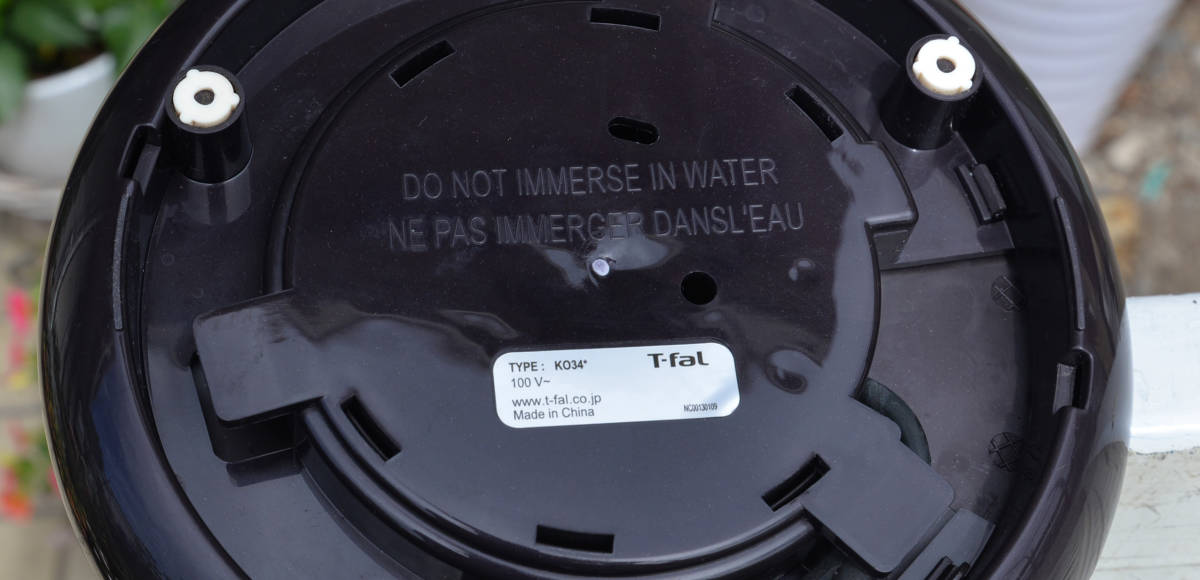 DO NOT IMMERSE IN WATER
NE PAS IMMERGER DANSL'EAU
TYPE : KO34* T-faL
100 V~
www.t-fal.co.jp
Made in China NC00130109